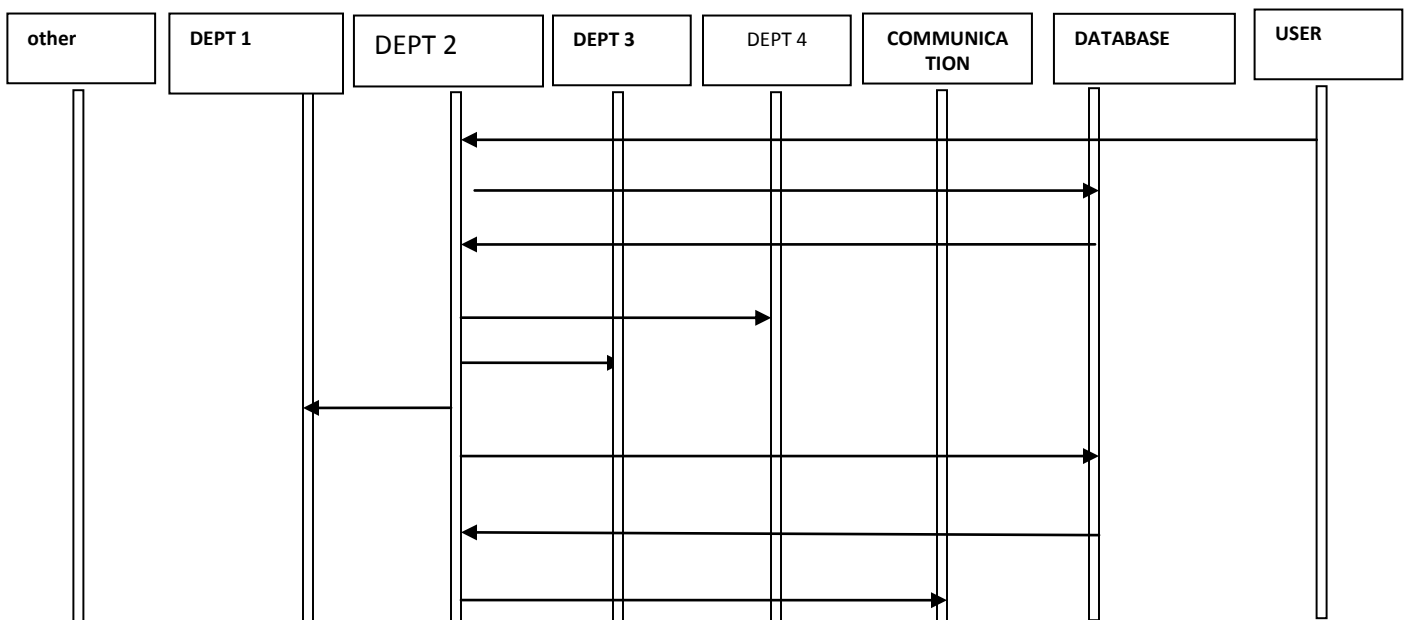 other
DEPT 1
DEPT 2
DEPT 3
DEPT 4
COMMUNICA
TION
DATABASE
USER